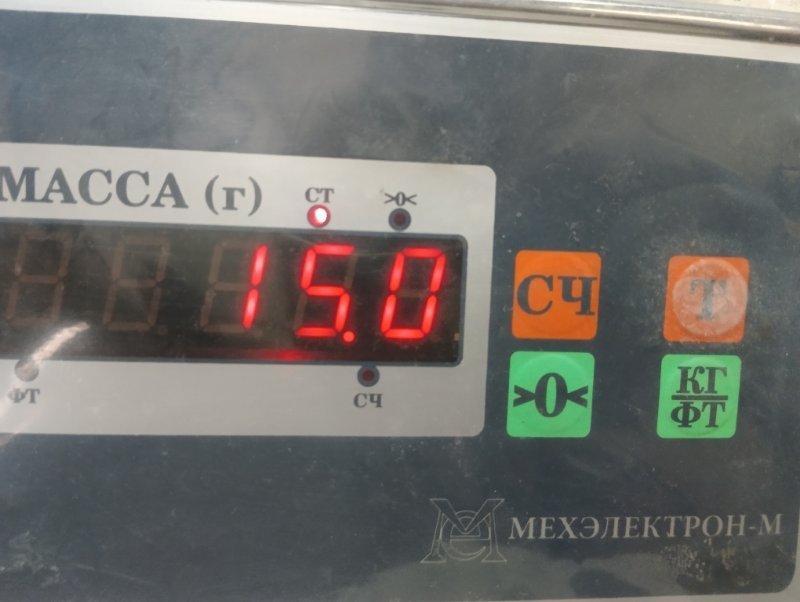 МАССА (г)
СТ >0<
15.0
ФТ СЧ
СЧ Т
>0< КГ
ФТ
МЕХЭЛЕКТРОН-М